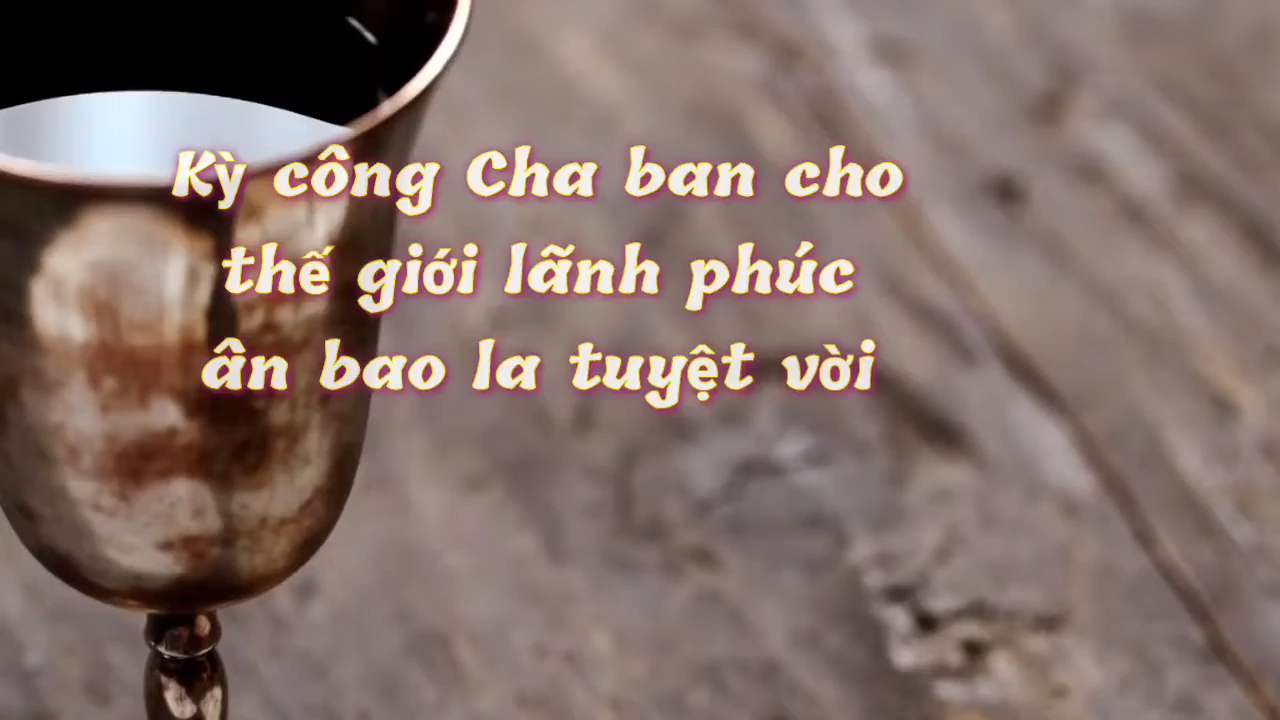 Kỳ công Cha ban cho
thế giới lãnh phúc
ân bao la tuyệt vời